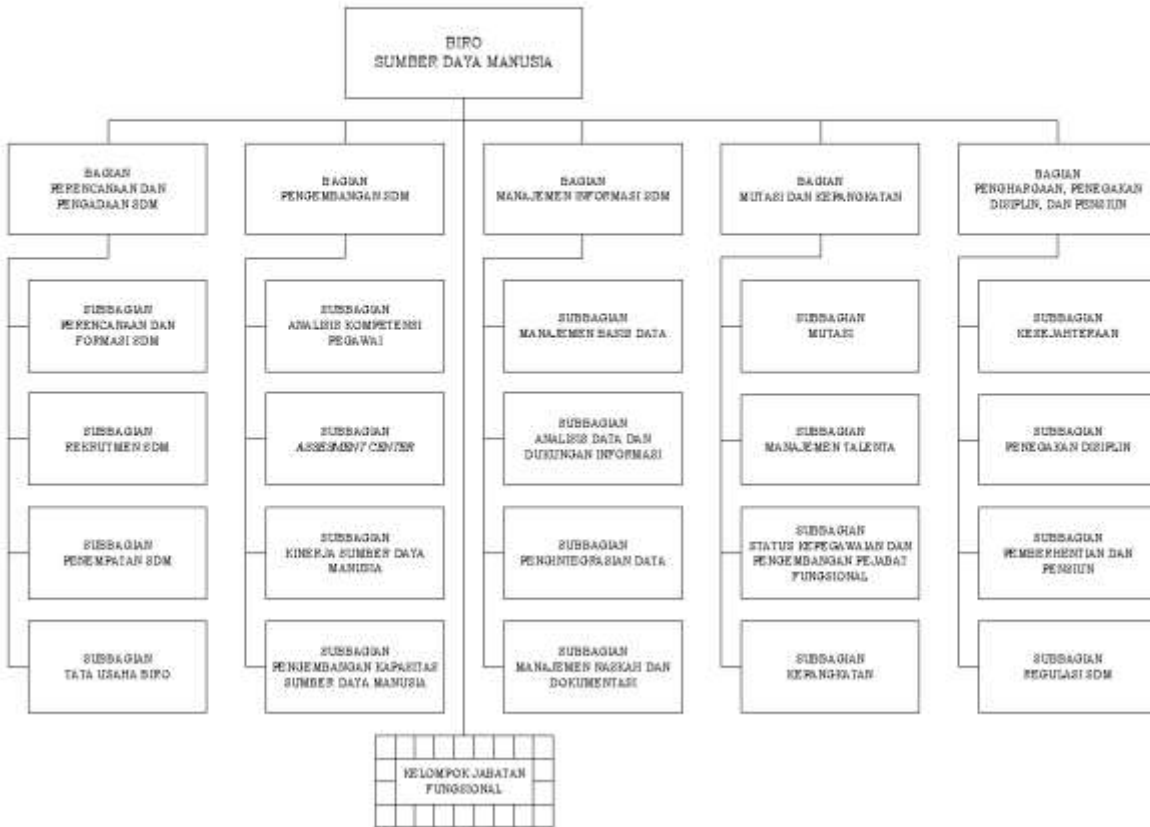 BIRO
SUMBER DAYA MANUSIA
BAGIAN
PERENCANAAN DAN
PENGADAAN SDM
BAGIAN
PENGEMBANGAN SDM
BAGIAN
MANAJEMEN INFORMASI SDM
BAGIAN
MUTASI DAN KEPANGKATAN
BAGIAN
PENGHARGAAN, PENEGAKAN
DISIPLIN, DAN PENSIUN
SUBBAGIAN
PERENCANAAN DAN
FORMASI SDM
SUBBAGIAN
ANALISIS KOMPETENSI
PEGAWAI
SUBBAGIAN
MANAJEMEN BASIS DATA
SUBBAGIAN
MUTASI
SUBBAGIAN
KESEJAHTERAAN
SUBBAGIAN
REKRUTMEN SDM
SUBBAGIAN
ASSESMENT CENTER
SUBBAGIAN
ANALISIS DATA DAN
DUKUNGAN INFORMASI
SUBBAGIAN
MANAJEMEN TALENTA
SUBBAGIAN
PENEGAKAN DISIPLIN
SUBBAGIAN
PENEMPATAN SDM
SUBBAGIAN
KINERJA SUMBER DAYA
MANUSIA
SUBBAGIAN
PENGINTEGRASIAN DATA
SUBBAGIAN
STATUS KEPEGAWAIAN DAN
PENGEMBANGAN PEJABAT
FUNGSIONAL
SUBBAGIAN
PEMBERHENTIAN DAN
PENSIUN
SUBBAGIAN
TATA USAHA BIRO
SUBBAGIAN
PENGEMBANGAN KAPASITAS
SUMBER DAYA MANUSIA
SUBBAGIAN
MANAJEMEN NASKAH DAN
DOKUMENTASI
SUBBAGIAN
KEPANGKATAN
SUBBAGIAN
REGULASI SDM
KELOMPOK JABATAN
FUNGSIONAL